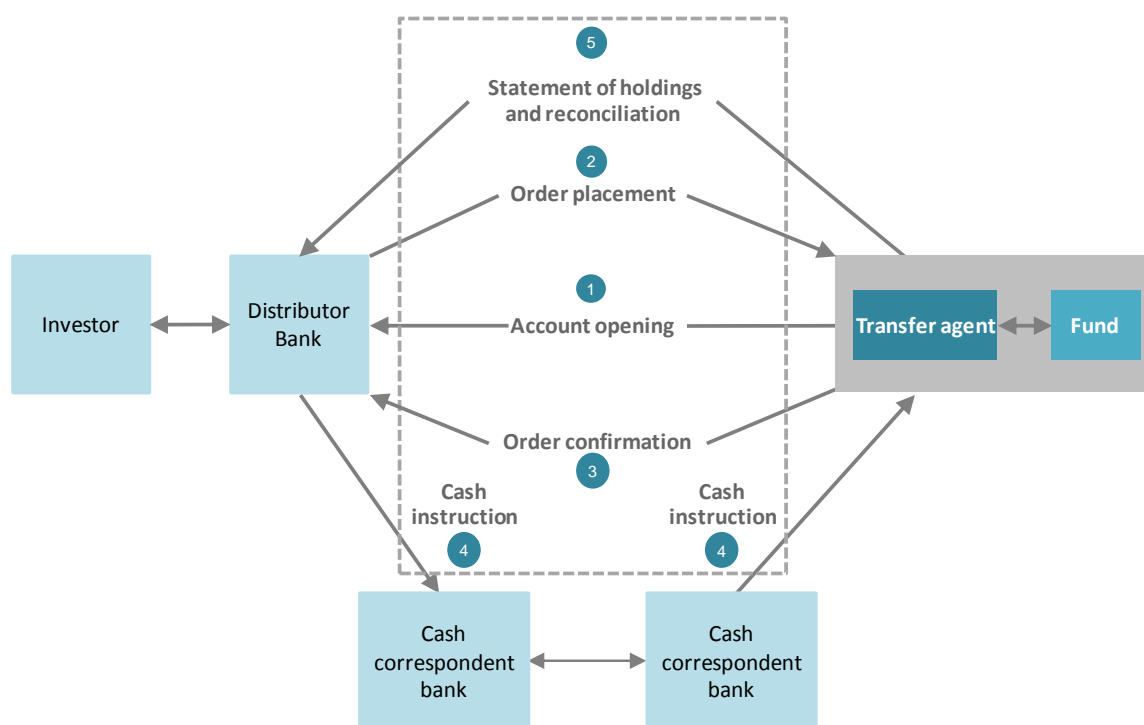 5
Statement of holdings
and reconciliation
2
Order placement
1
Account opening
Investor
Distributor
Bank
Transfer agent
Fund
Order confirmation
3
Cash
instruction
4
Cash
instruction
4
Cash
correspondent
bank
Cash
correspondent
bank